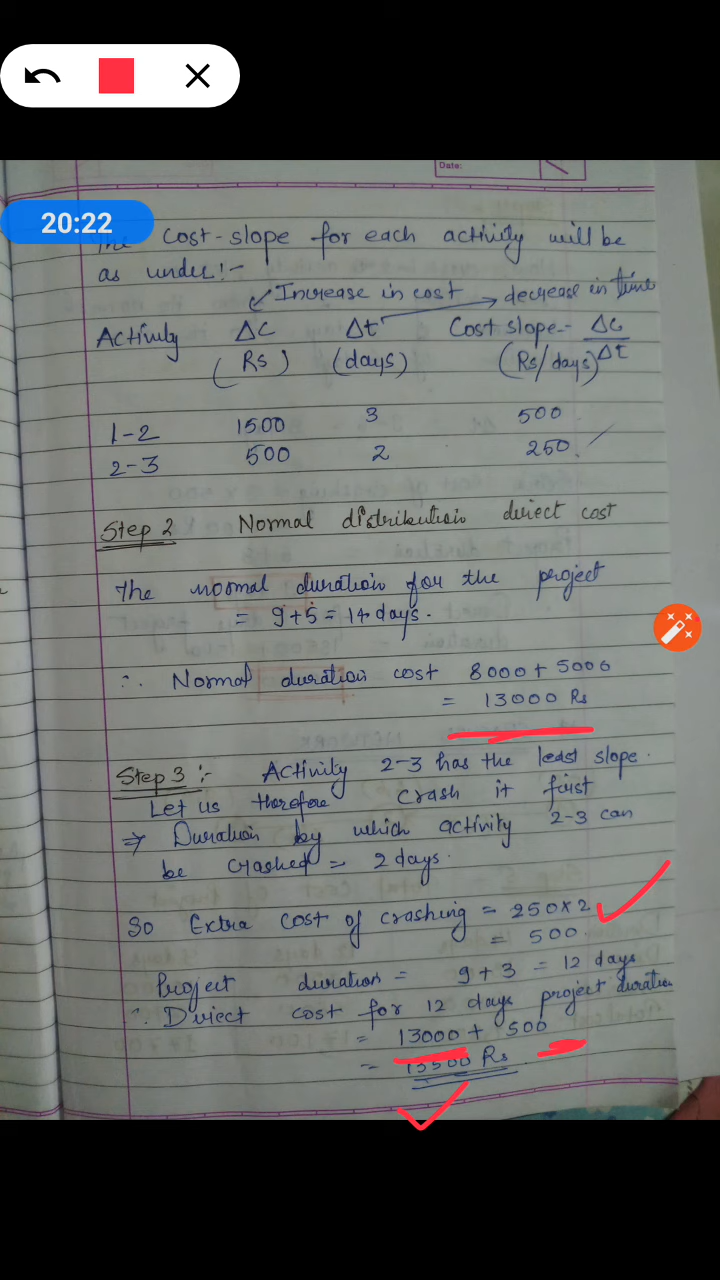 Date:
20:22
The cost-slope for each activity will be
as under:-
Increase in cost → decrease in time
Activity ΔC Δt Cost slope - ΔC/Δt
(Rs) (days) (Rs/days)
1-2 1500 3 500
2-3 500 2 250
Step 2 Normal distribution direct cost
The normal duration for the project
= 9+5 = 14 days.
∴ Normal duration cost 8000 + 5000
= 13000 Rs
Step 3 :- Activity 2-3 has the least slope.
Let us therefore crash it first
⇒ Duration by which activity 2-3 can
be crashed = 2 days.
So Extra cost of crashing = 250×2
= 500
Project duration = 9+3 = 12 days
∴ Direct cost for 12 days project duration
= 13000 + 500
= 13500 Rs